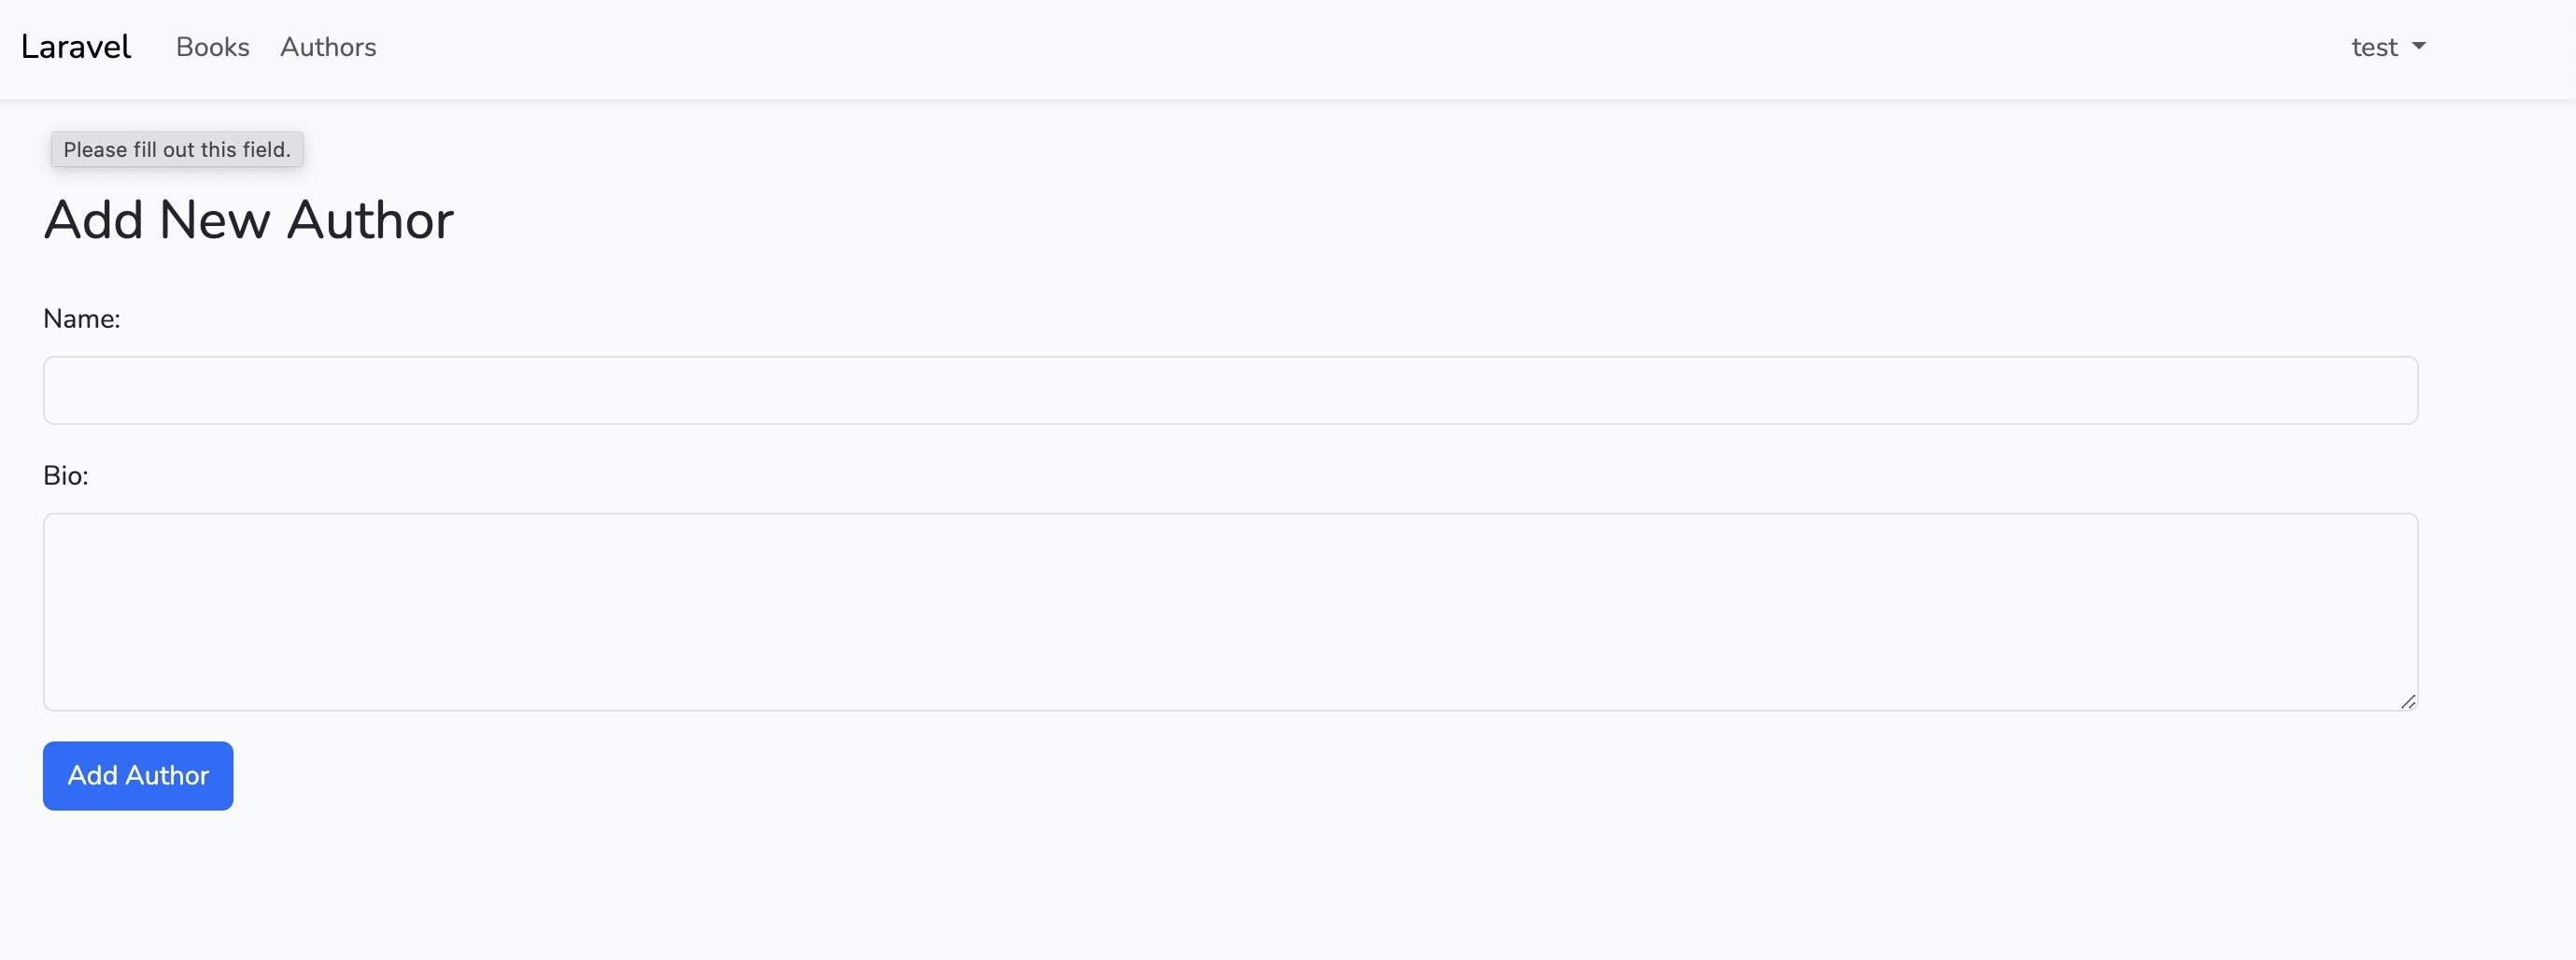 Laravel Books Authors test
Please fill out this field.
Add New Author
Name:
Bio:
Add Author